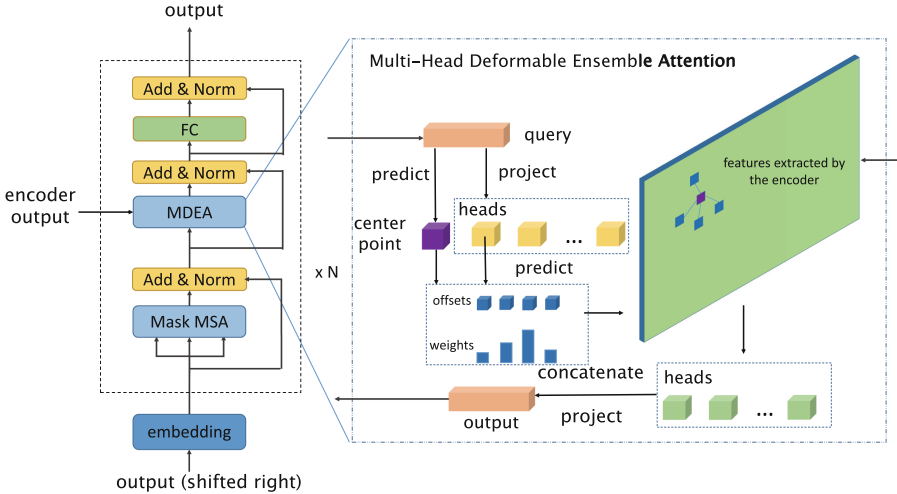 output
Add & Norm
FC
Add & Norm
encoder
output
MDEA
Add & Norm
Mask MSA
x N
embedding
output (shifted right)
Multi-Head Deformable Ensemble Attention
query
predict
project
center
point
heads
...
predict
offsets
weights
features extracted by
the encoder
concatenate
project
heads
...
output